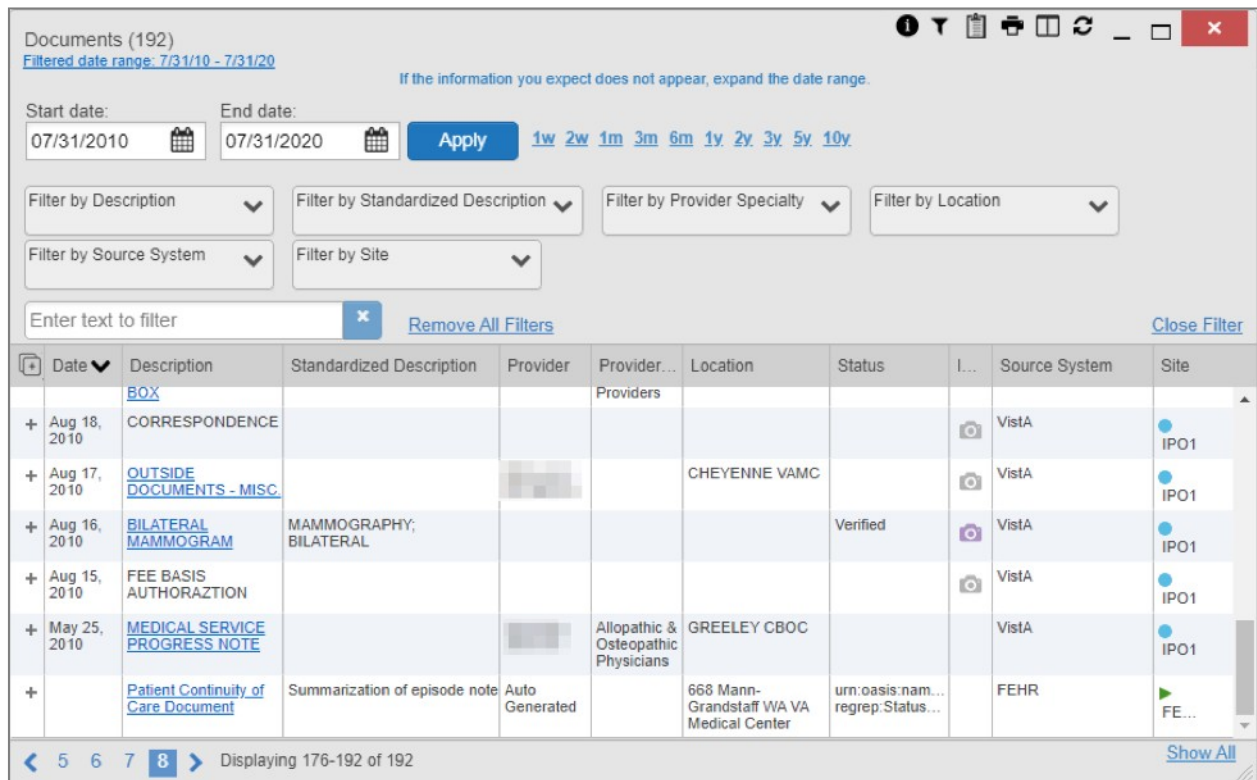 Documents (192)
Filtered date range: 7/31/10 - 7/31/20
If the information you expect does not appear, expand the date range.
Start date: End date:
07/31/2010 07/31/2020 Apply 1w 2w 1m 3m 6m 1y 2y 3y 5y 10y
Filter by Description Filter by Standardized Description Filter by Provider Specialty Filter by Location
Filter by Source System Filter by Site
Enter text to filter Remove All Filters Close Filter
Date Description Standardized Description Provider Provider... Location Status I... Source System Site
BOX Providers
Aug 18, CORRESPONDENCE VistA
2010 IPO1
Aug 17, OUTSIDE CHEYENNE VAMC VistA
2010 DOCUMENTS - MISC. IPO1
Aug 16, BILATERAL MAMMOGRAPHY; Verified VistA
2010 MAMMOGRAM BILATERAL IPO1
Aug 15, FEE BASIS VistA
2010 AUTHORAZTION IPO1
May 25, MEDICAL SERVICE Allopathic & GREELEY CBOC VistA
2010 PROGRESS NOTE Osteopathic IPO1
Physicians
Patient Continuity of Summarization of episode note Auto 668 Mann- urn:oasis:nam... FEHR
Care Document Generated Grandstaff WA VA regrep:Status... FE...
Medical Center
5 6 7 8 Displaying 176-192 of 192 Show All